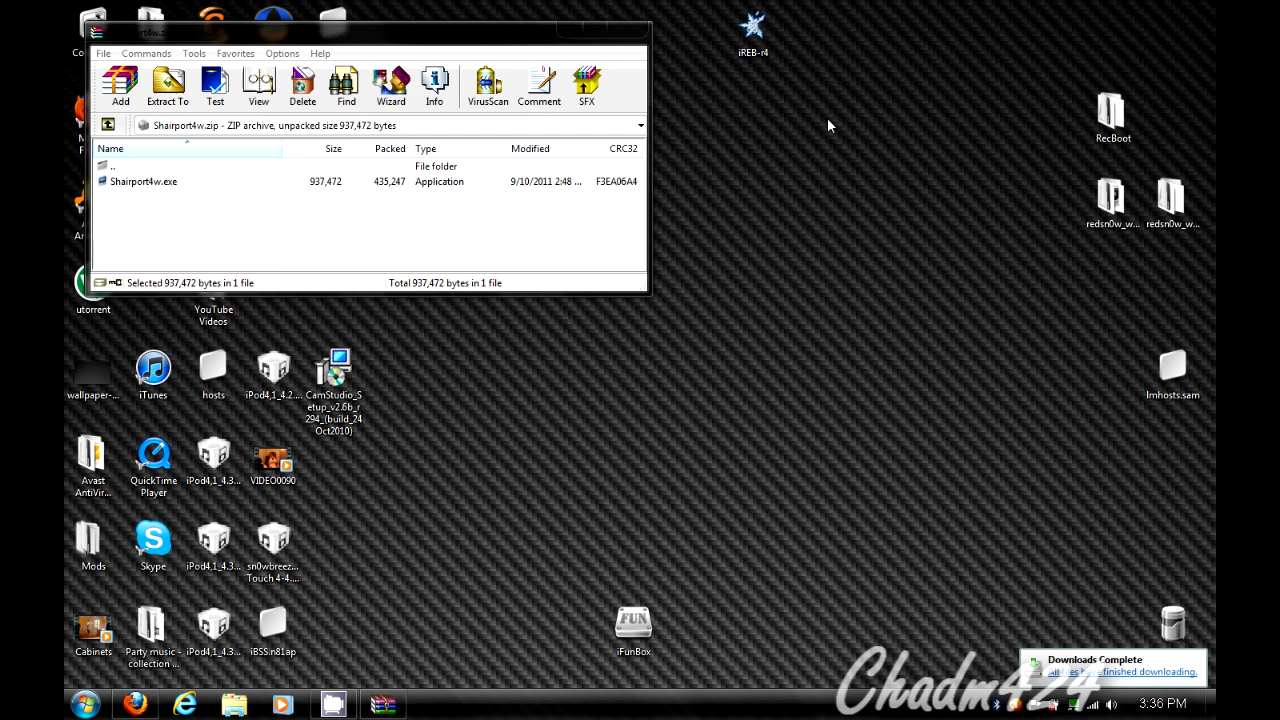 File Commands Tools Favorites Options Help
Add Extract To Test View Delete Find Wizard Info VirusScan Comment SFX
Shairport4w.zip - ZIP archive, unpacked size 937,472 bytes
Name Size Packed Type Modified CRC32
.. File folder
Shairport4w.exe 937,472 435,247 Application 9/10/2011 2:48 ... F3EA06A4
Selected 937,472 bytes in 1 file Total 937,472 bytes in 1 file
iREB-r4
RecBoot
redsn0w_w... redsn0w_w...
utorrent
YouTube
Videos
wallpaper-... iTunes hosts iPod4,1_4.2.... CamStudio_S
etup_v2.6b_r
294_(build_24
Oct2010)
lmhosts.sam
Avast
AntiVir...
QuickTime
Player
iPod4,1_4.3... VIDEO0090
Mods Skype iPod4,1_4.3... sn0wbreez...
Touch 4-4....
Cabinets Party music -
collection ...
iPod4,1_4.3... iBSS.n81ap
FUN
iFunBox
Downloads Complete
All files have finished downloading.
Chadm424
3:36 PM